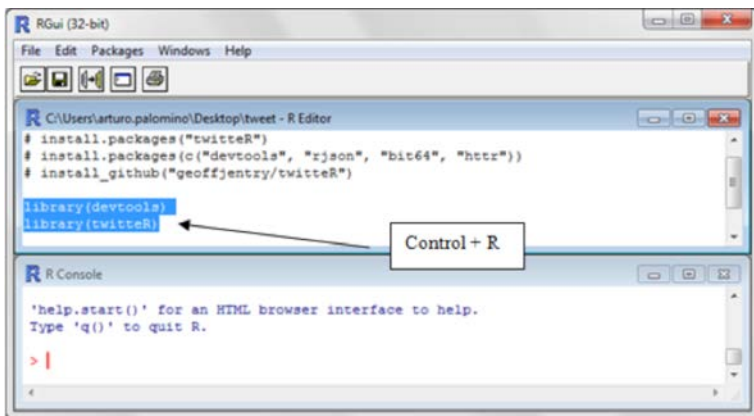 RGui (32-bit)
File Edit Packages Windows Help
C:\Users\arturo.palomino\Desktop\tweet - R Editor
# install.packages("twitteR")
# install.packages(c("devtools", "rjson", "bit64", "httr"))
# install_github("geoffjentry/twitteR")
library(devtools)
library(twitteR)
Control + R
R Console
'help.start()' for an HTML browser interface to help.
Type 'q()' to quit R.
>